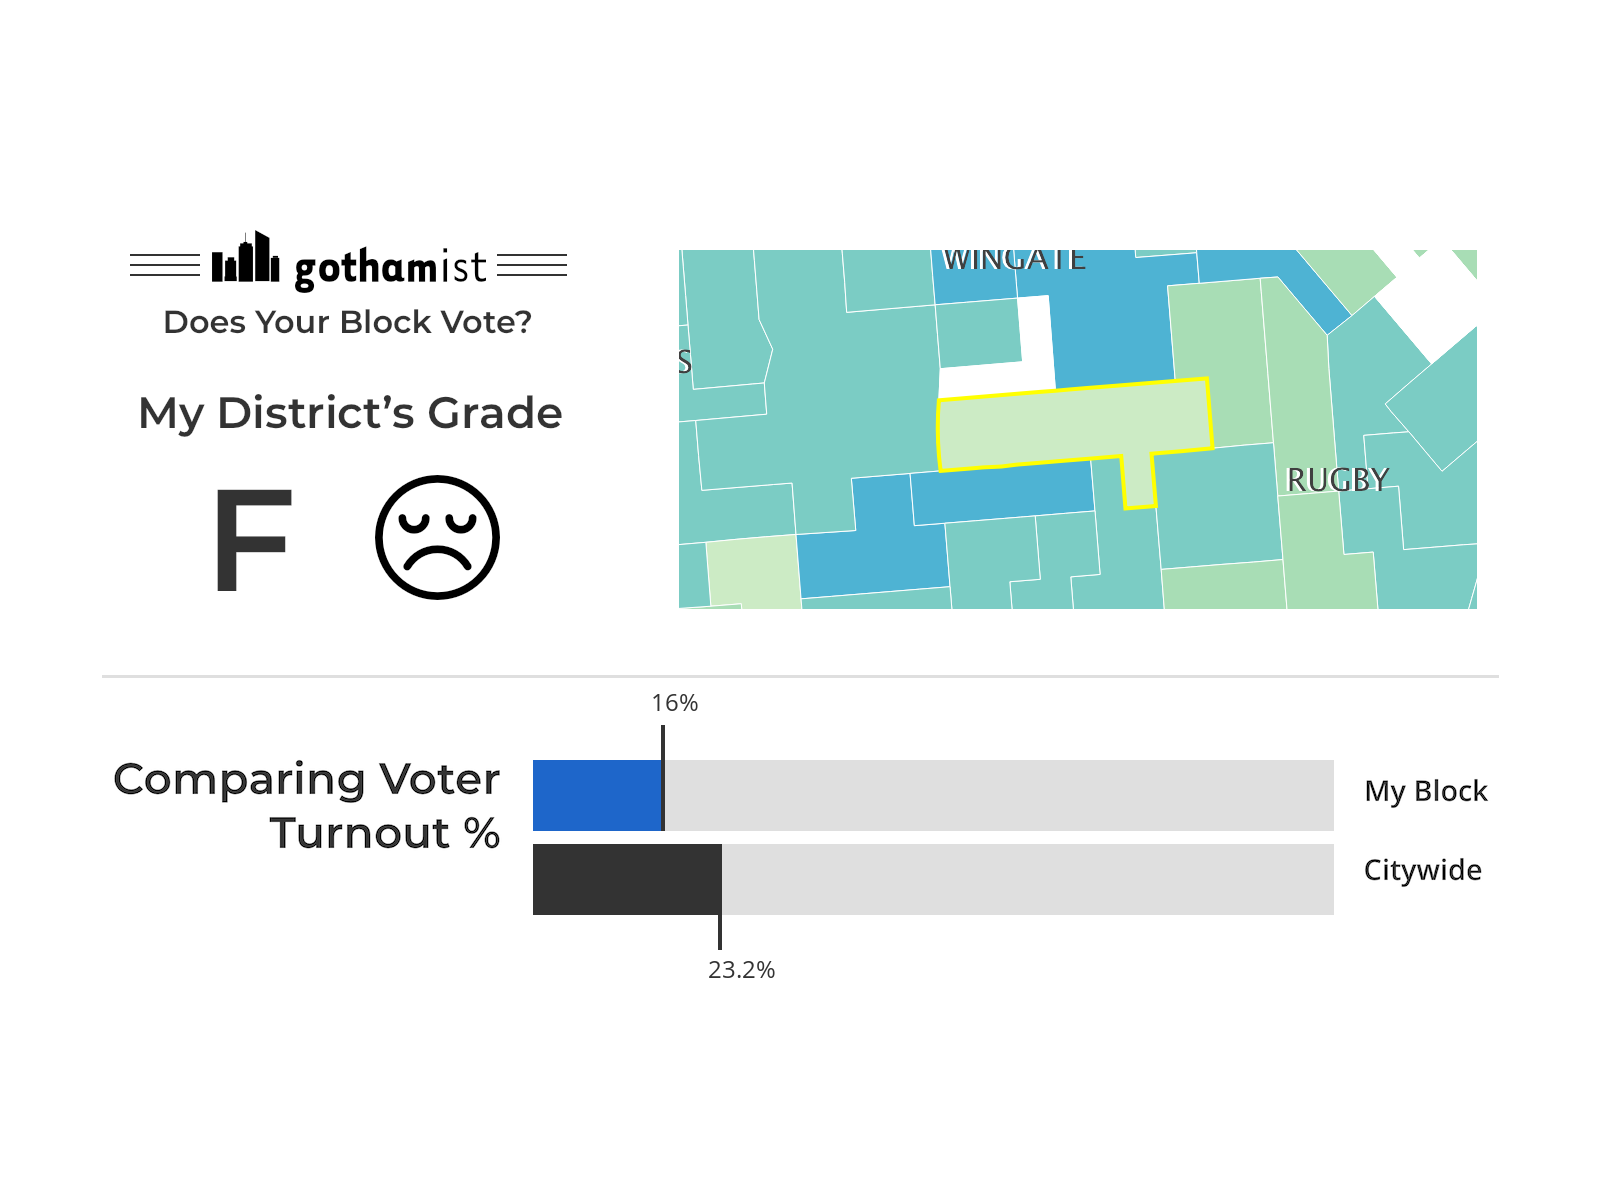 gothamist
Does Your Block Vote?
My District's Grade
F
WINGATE
S
RUGBY
16%
Comparing Voter
Turnout %
My Block
Citywide
23.2%